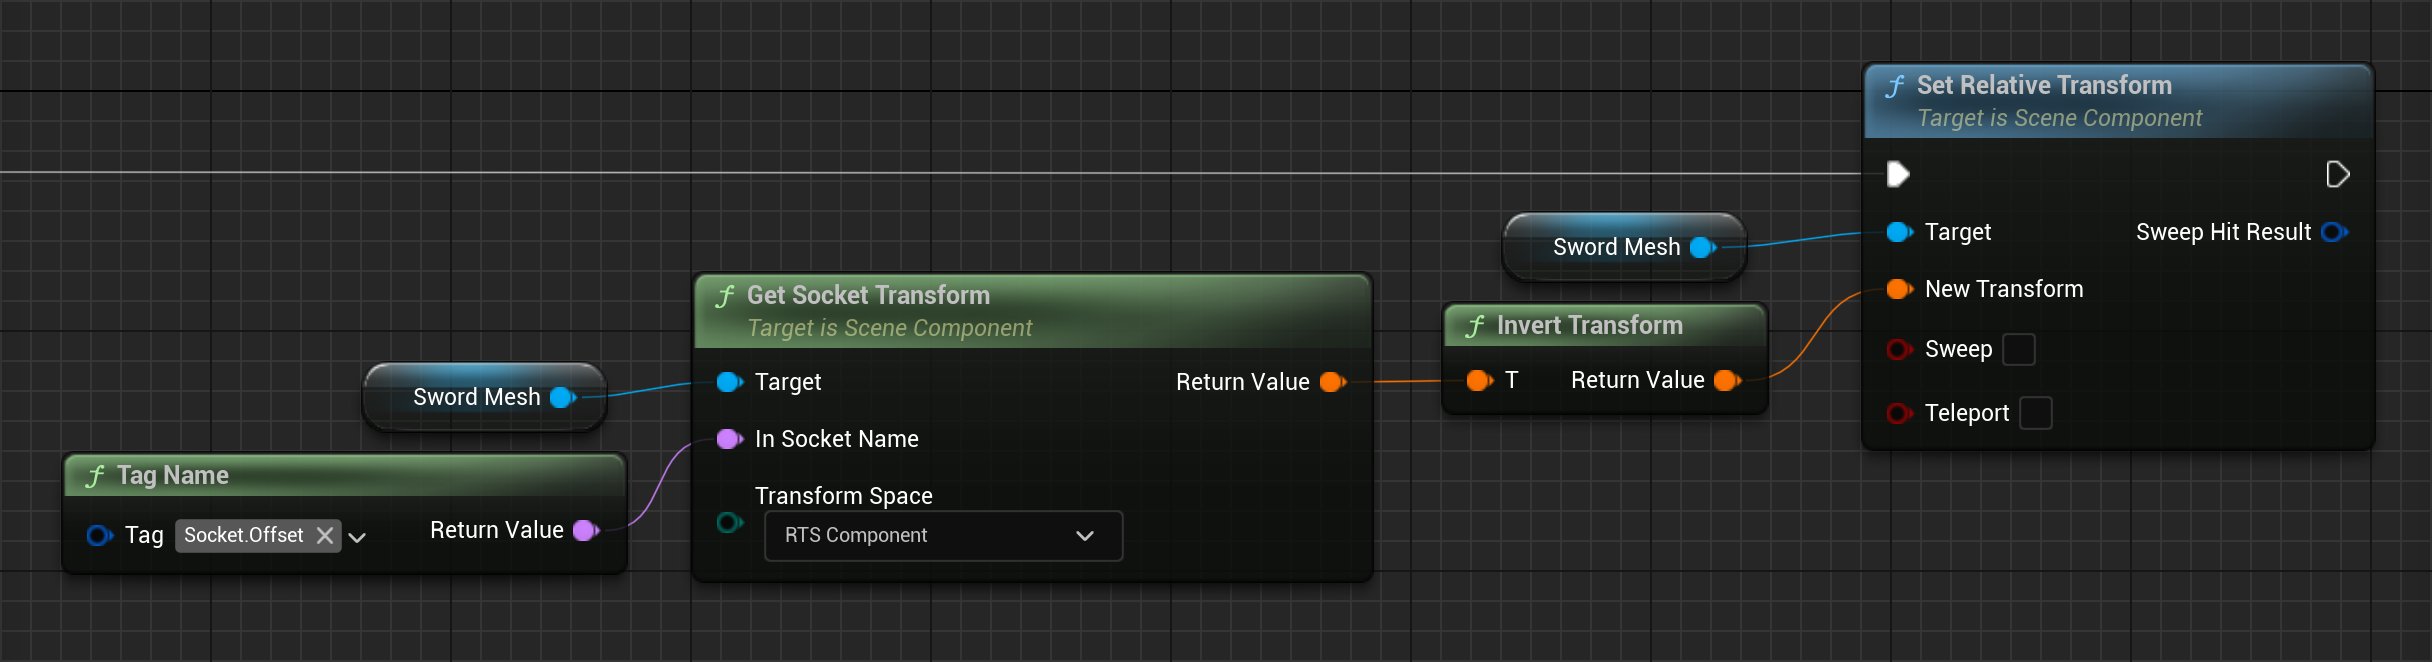 Set Relative Transform
Target is Scene Component
Target
Sweep Hit Result
New Transform
Sweep
Teleport
Sword Mesh
Invert Transform
T
Return Value
Get Socket Transform
Target is Scene Component
Target
Return Value
In Socket Name
Transform Space
RTS Component
Sword Mesh
Tag Name
Tag
Socket.Offset
Return Value